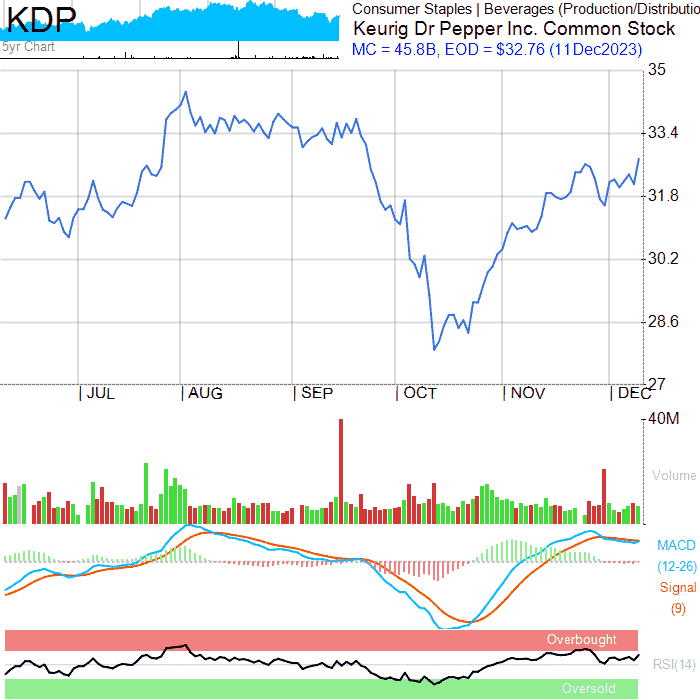 KDP
5yr Chart
Consumer Staples | Beverages (Production/Distributio
Keurig Dr Pepper Inc. Common Stock
MC = 45.8B, EOD = $32.76 (11Dec2023)
35
33.4
31.8
30.2
28.6
27
| JUL | AUG | SEP | OCT | NOV | DEC
40M
Volume
MACD
(12-26)
Signal
(9)
Overbought
RSI(14)
Oversold